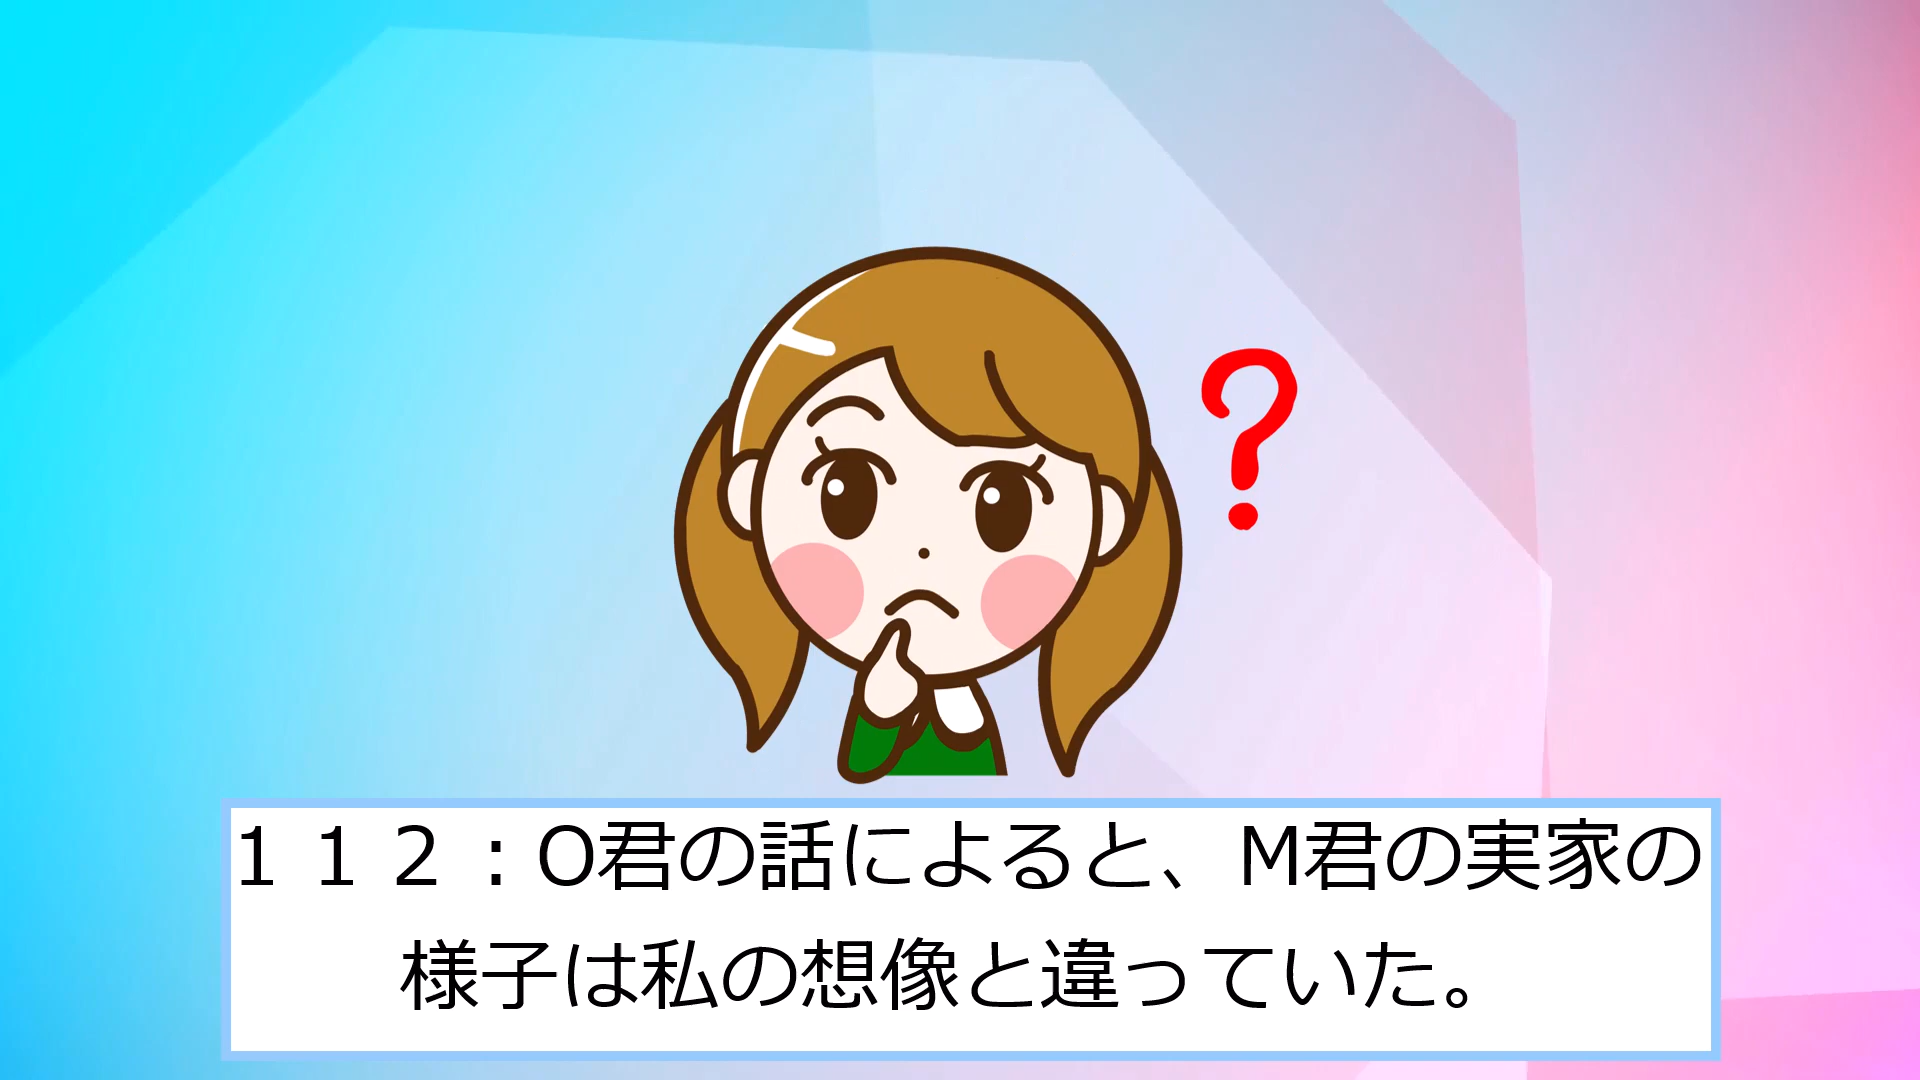 １１２：О君の話によると、Ｍ君の実家の
様子は私の想像と違っていた。